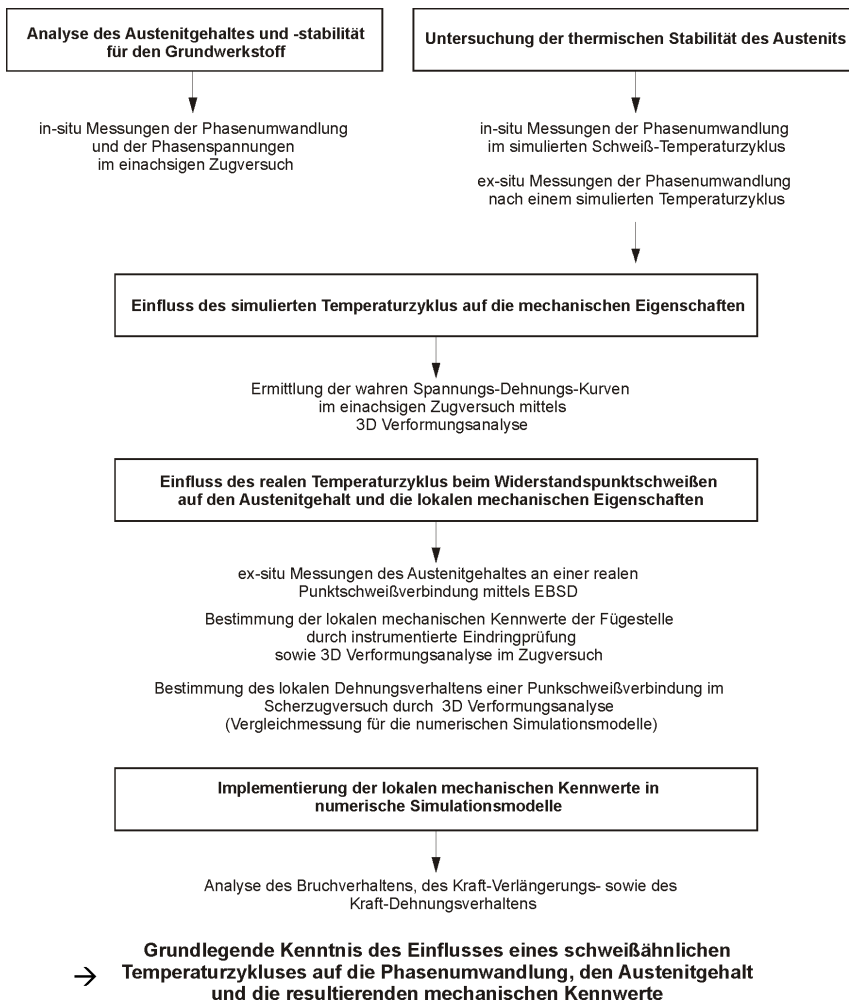 Analyse des Austenitgehaltes und -stabilität
für den Grundwerkstoff
Untersuchung der thermischen Stabilität des Austenits
in-situ Messungen der Phasenumwandlung
und der Phasenspannungen
im einachsigen Zugversuch
in-situ Messungen der Phasenumwandlung
im simulierten Schweiß-Temperaturzyklus
ex-situ Messungen der Phasenumwandlung
nach einem simulierten Temperaturzyklus
Einfluss des simulierten Temperaturzyklus auf die mechanischen Eigenschaften
Ermittlung der wahren Spannungs-Dehnungs-Kurven
im einachsigen Zugversuch mittels
3D Verformungsanalyse
Einfluss des realen Temperaturzyklus beim Widerstandspunktschweißen
auf den Austenitgehalt und die lokalen mechanischen Eigenschaften
ex-situ Messungen des Austenitgehaltes an einer realen
Punktschweißverbindung mittels EBSD
Bestimmung der lokalen mechanischen Kennwerte der Fügestelle
durch instrumentierte Eindringprüfung
sowie 3D Verformungsanalyse im Zugversuch
Bestimmung des lokalen Dehnungsverhaltens einer Punkschweißverbindung im
Scherzugversuch durch 3D Verformungsanalyse
(Vergleichmessung für die numerischen Simulationsmodelle)
Implementierung der lokalen mechanischen Kennwerte in
numerische Simulationsmodelle
Analyse des Bruchverhaltens, des Kraft-Verlängerungs- sowie des
Kraft-Dehnungsverhaltens
Grundlegende Kenntnis des Einflusses eines schweißähnlichen
→ Temperaturzykluses auf die Phasenumwandlung, den Austenitgehalt
und die resultierenden mechanischen Kennwerte